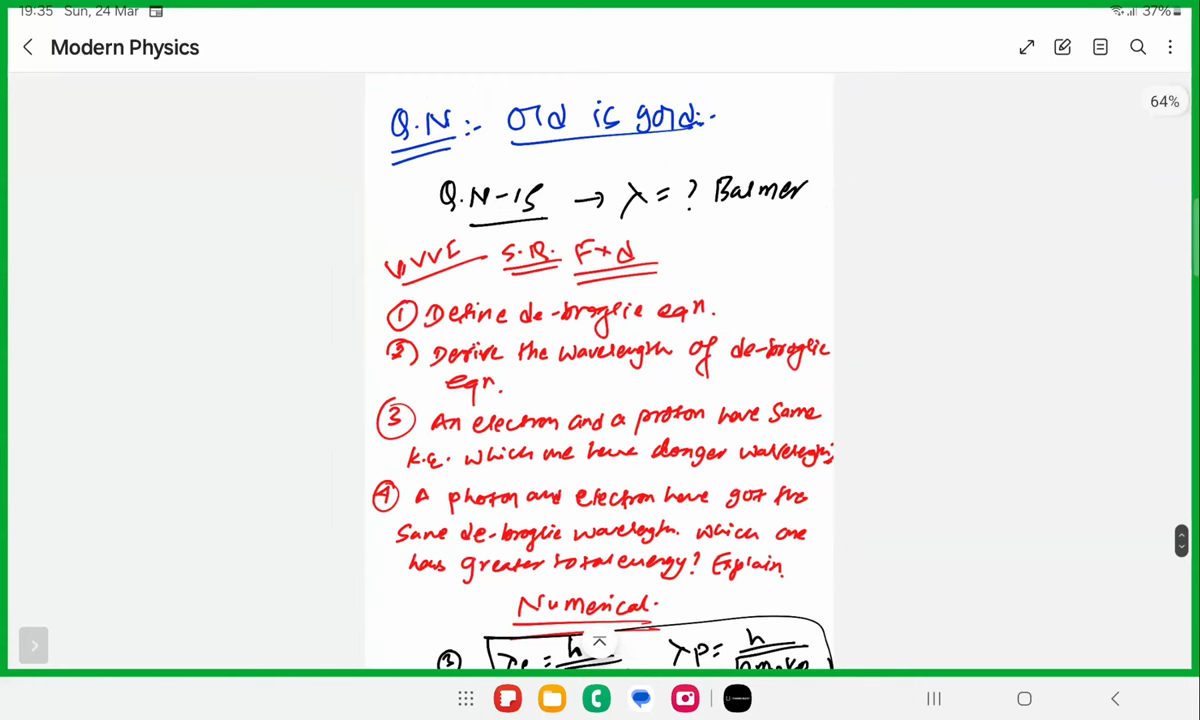 19:35 Sun, 24 Mar
37%
Modern Physics
64%
Q.N:- Old is gold:-
Q.N-15 → λ = ? Balmer
VVVI S.Q. F×d
① Define de-broglie eqn.
② Derive the wavelength of de-broglie
eqn.
③ An electron and a proton have same
K.E. which one have longer wavelength
④ A photon and electron have got the
same de-broglie wavelegth. which one
has greater total energy? Explain.
Numerical.
③ λe = h λp = h